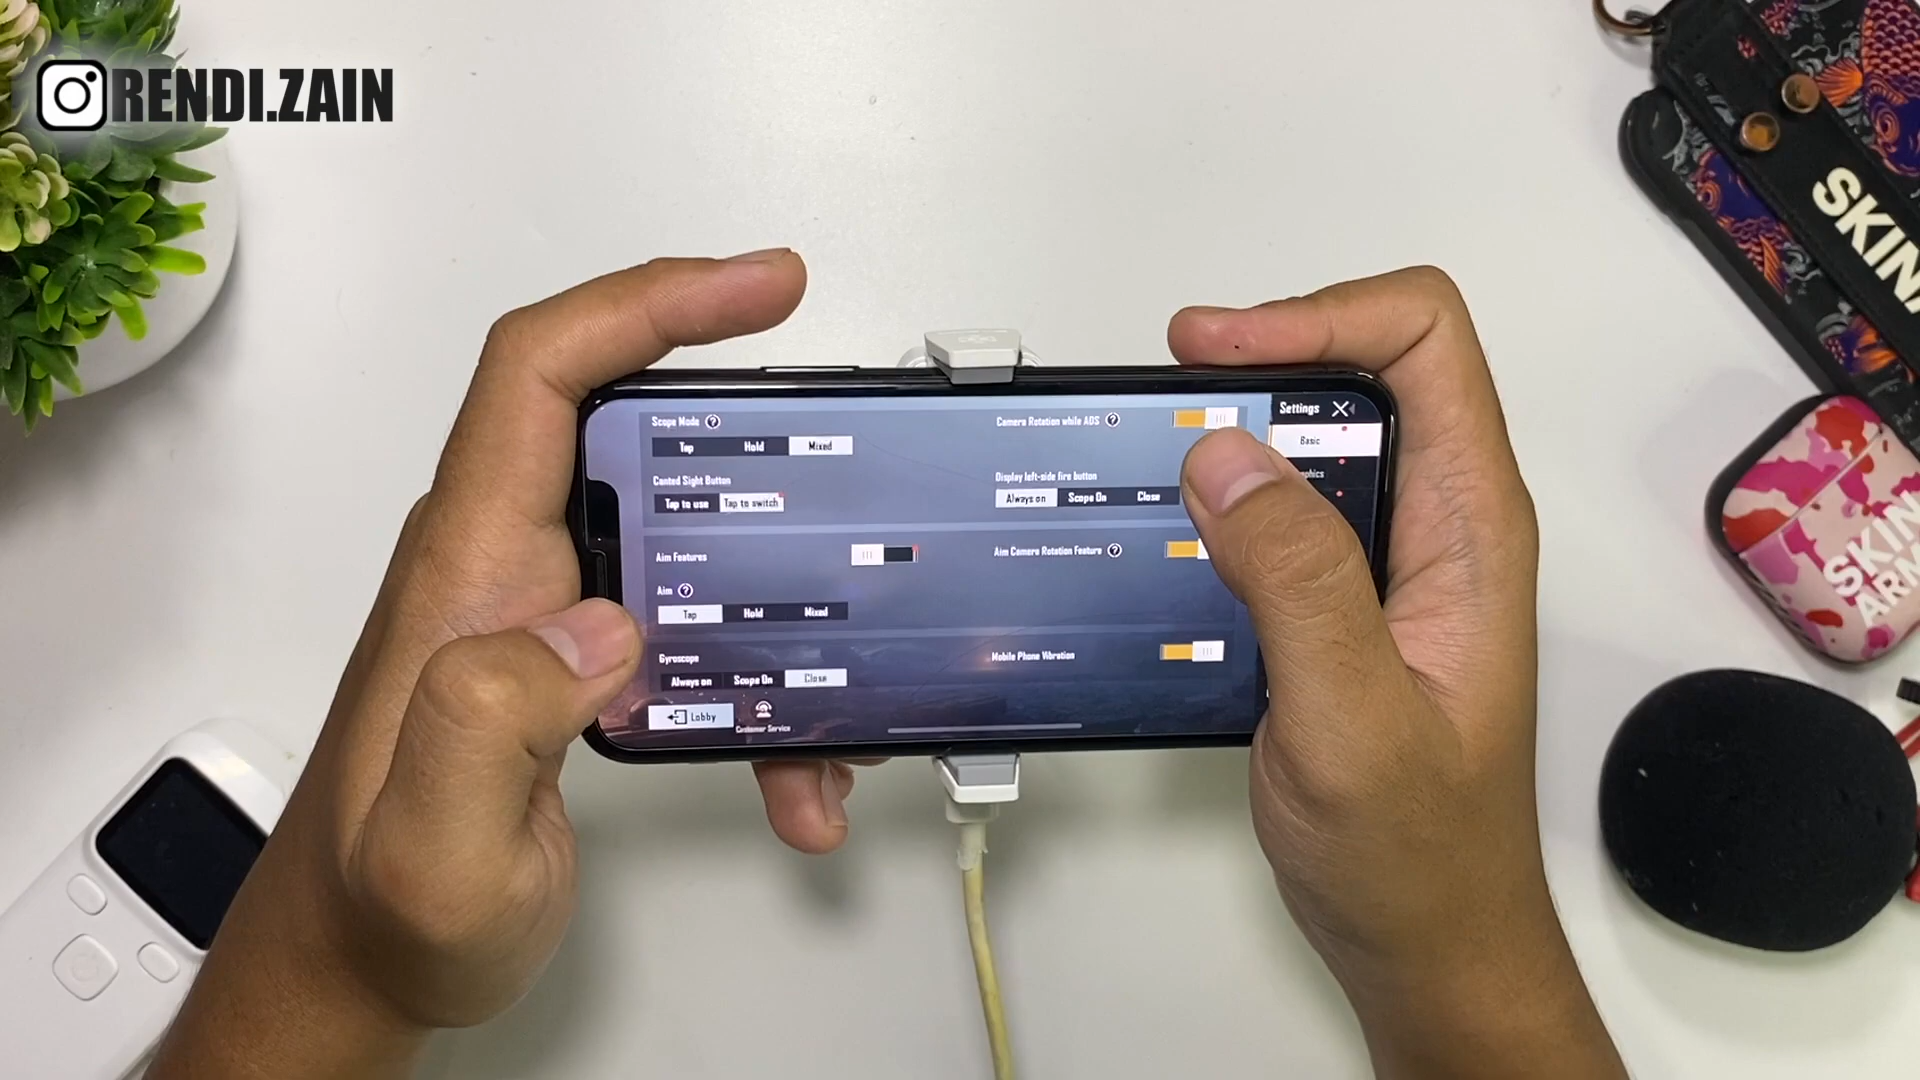 RENDI.ZAIN
Scope Mode
Tap Hold Mixed
Canted Sight Button
Tap to use Tap to switch
Aim Features
Aim
Tap Hold Mixed
Gyroscope
Always on Scope On Close
Lobby
Customer Service
Camera Rotation while ADS
Display left-side fire button
Always on Scope On Close
Aim Camera Rotation Feature
Mobile Phone Vibration
Settings
Basic
SKIN
SKIN
ARM